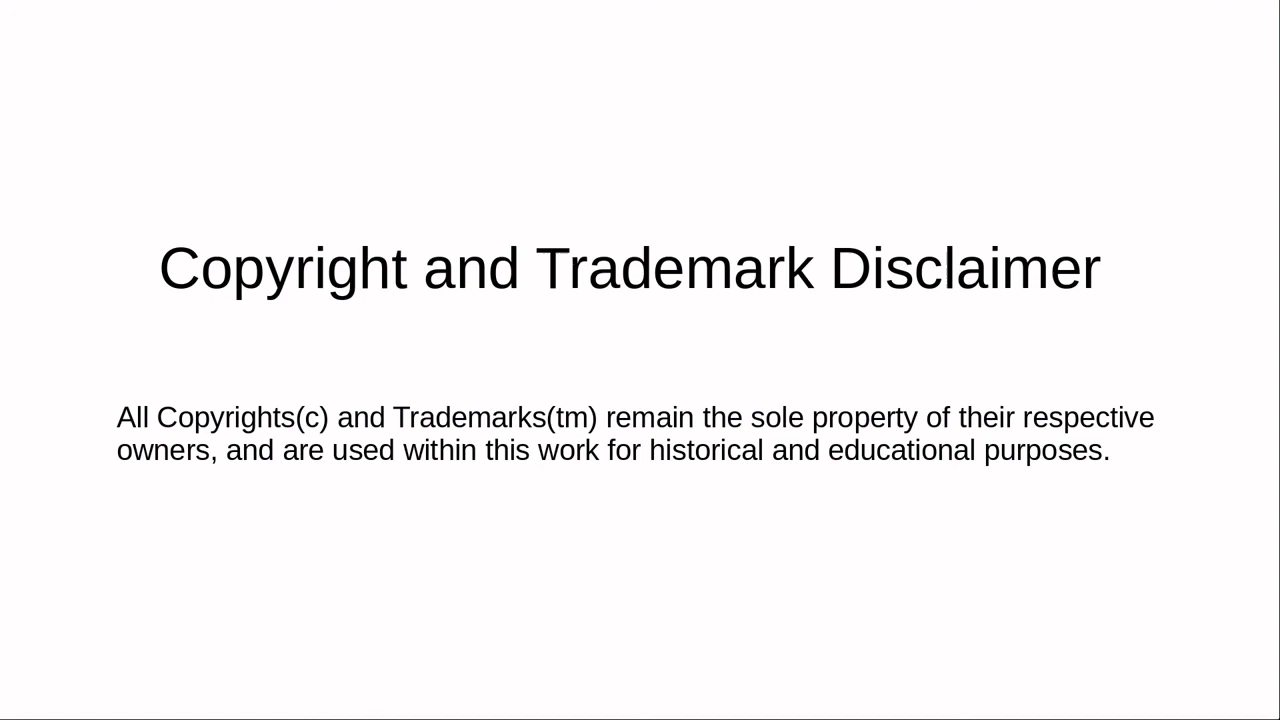 Copyright and Trademark Disclaimer
All Copyrights(c) and Trademarks(tm) remain the sole property of their respective
owners, and are used within this work for historical and educational purposes.